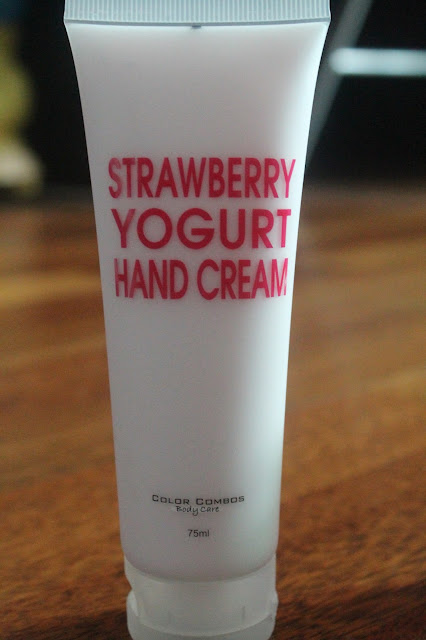 STRAWBERRY
YOGURT
HAND CREAM
COLOR COMBOS
Body Care
75ml